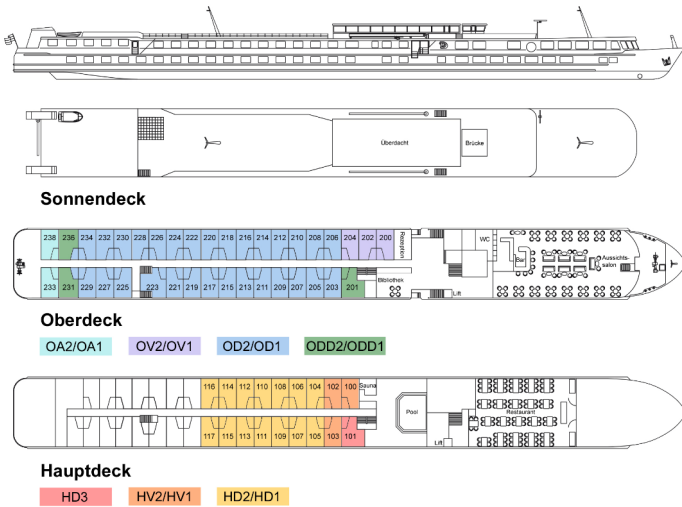 Überdacht
Brücke
Sonnendeck
238 236 234 232 230 228 226 224 222 220 218 216 214 212 210 208 206 204 202 200
Rezeption
WC
Bar
Aussichts-
salon
Bibliothek
Lift
233 231 229 227 225 223 221 219 217 215 213 211 209 207 205 203 201
Oberdeck
OA2/OA1 OV2/OV1 OD2/OD1 ODD2/ODD1
116 114 112 110 108 106 104 102 100
Sauna
Pool
Restaurant
Lift
117 115 113 111 109 107 105 103 101
Hauptdeck
HD3 HV2/HV1 HD2/HD1